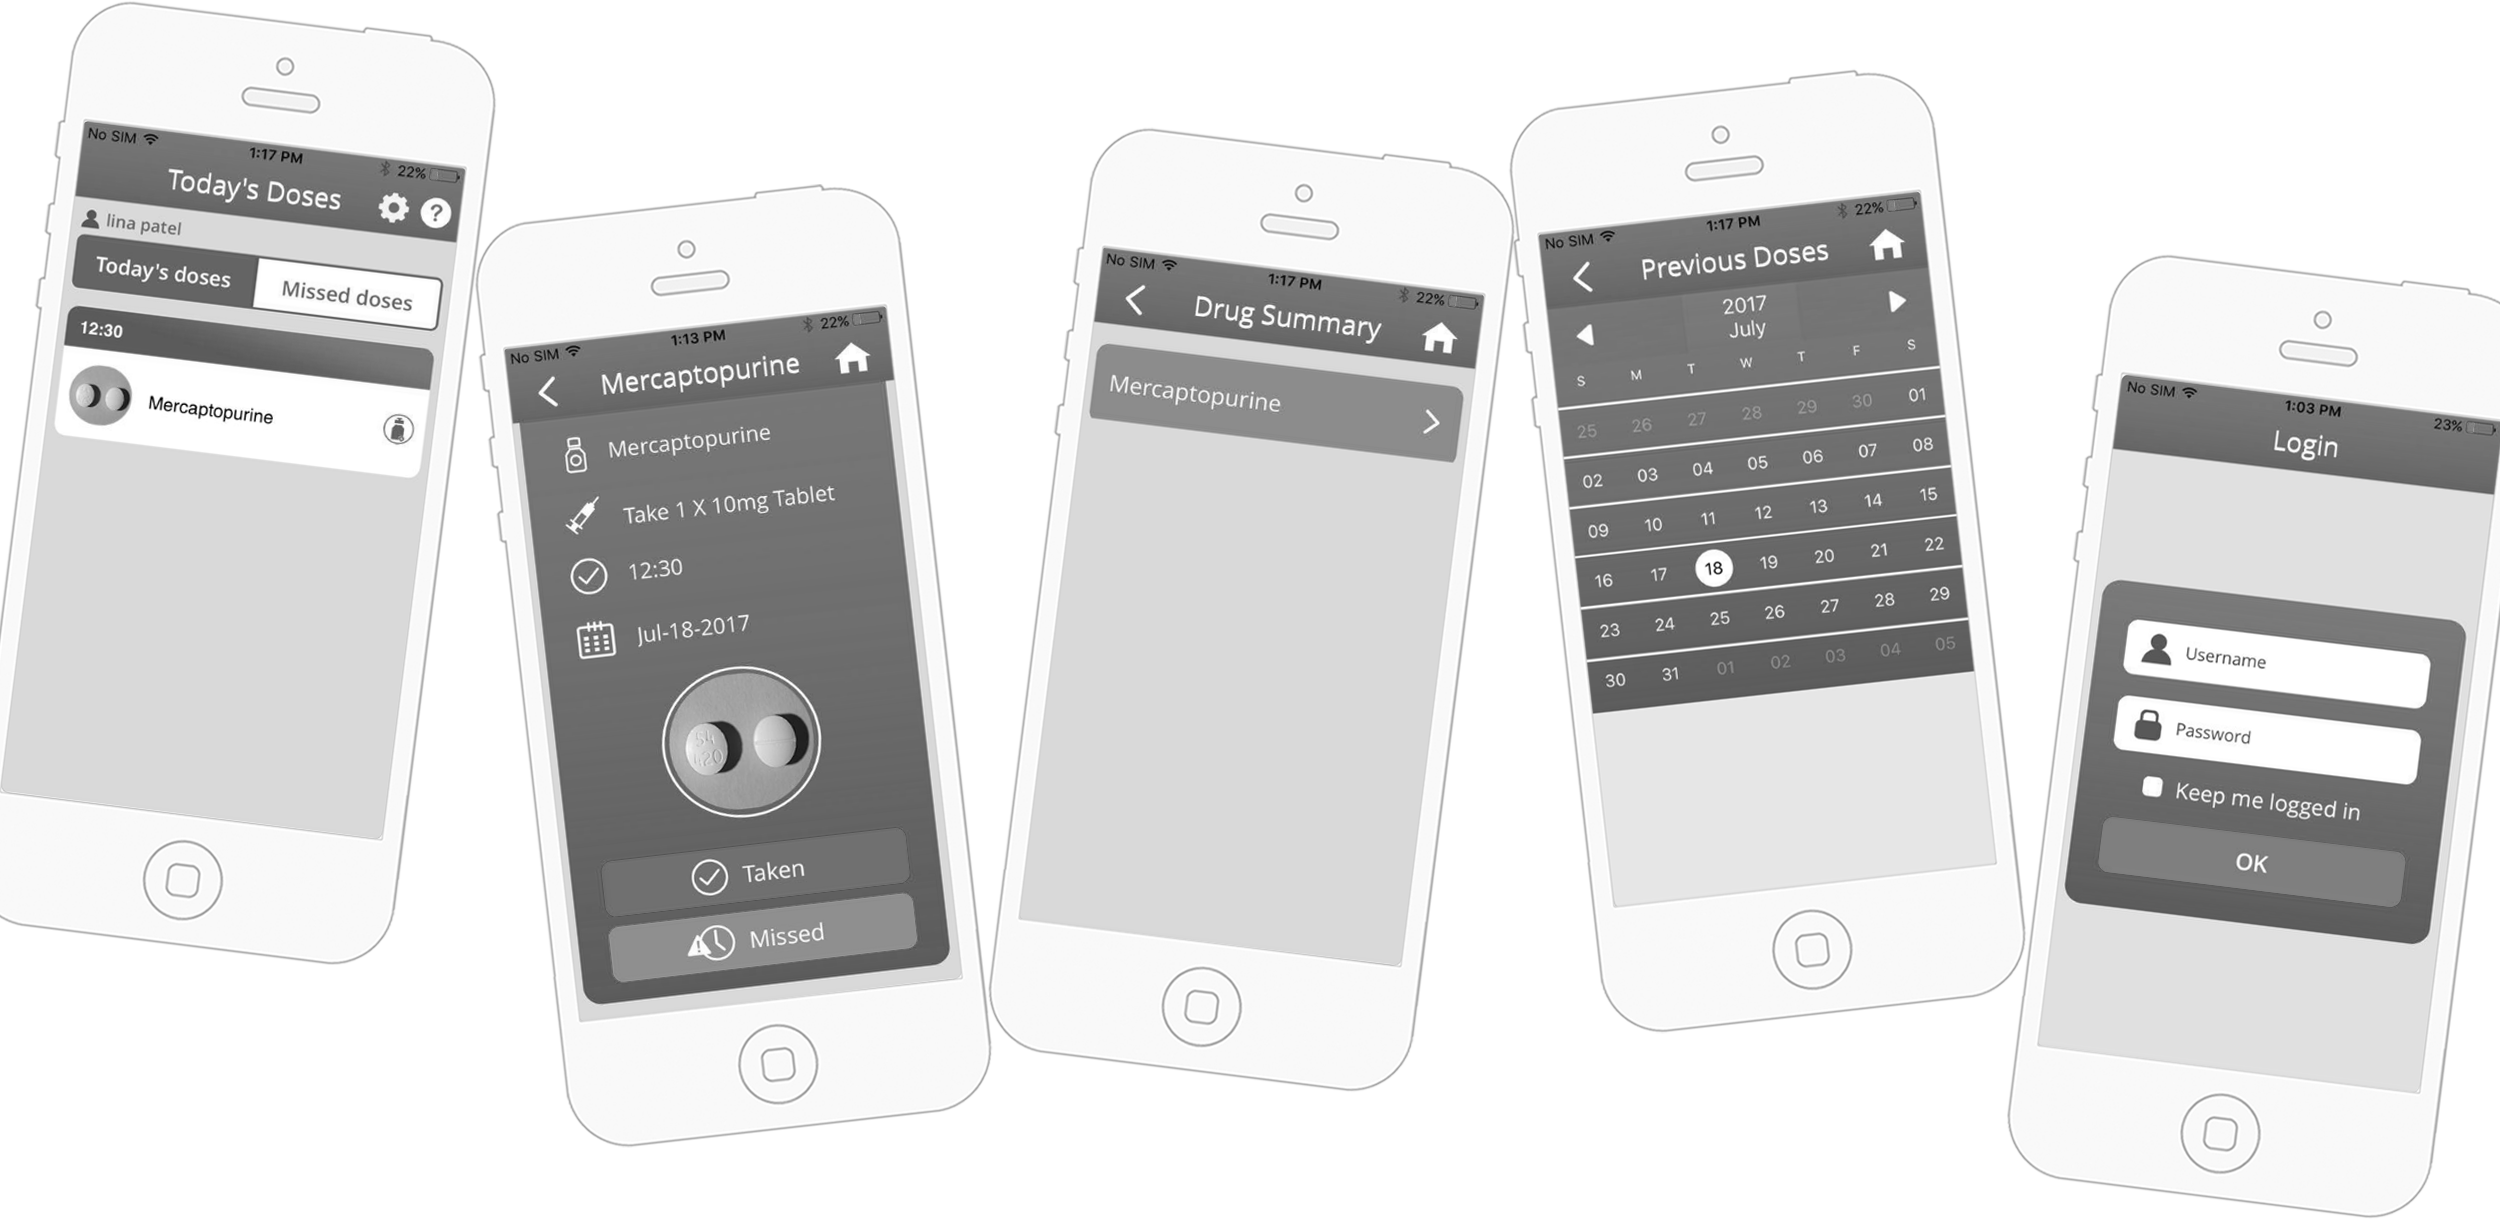 No SIM 1:17 PM 22%
Today's Doses ?
lina patel
Today's doses Missed doses
12:30
Mercaptopurine
No SIM 1:13 PM 22%
Mercaptopurine
Mercaptopurine
Take 1 X 10mg Tablet
12:30
Jul-18-2017
54
420
Taken
Missed
No SIM 1:17 PM 22%
Drug Summary
Mercaptopurine
No SIM 1:17 PM 22%
Previous Doses
2017
July
S M T W T F S
25 26 27 28 29 30 01
02 03 04 05 06 07 08
09 10 11 12 13 14 15
16 17 18 19 20 21 22
23 24 25 26 27 28 29
30 31 01 02 03 04 05
No SIM 1:03 PM 23%
Login
Username
Password
Keep me logged in
OK